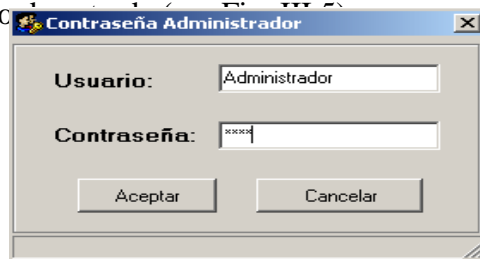 Contraseña Administrador
Usuario:
Administrador
Contraseña:
****
Aceptar
Cancelar